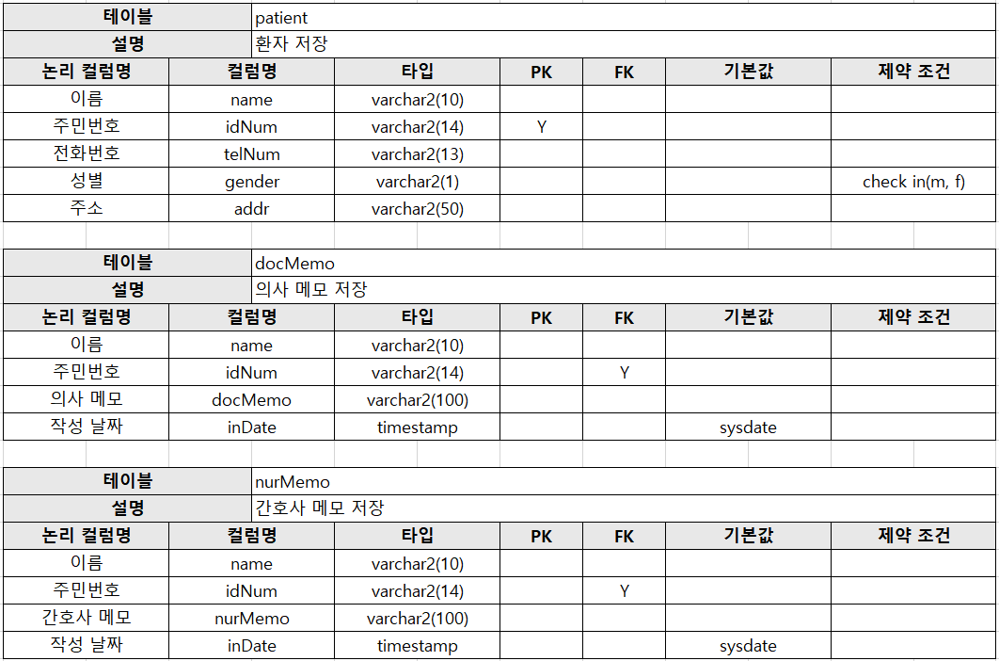 테이블 patient
설명 환자 저장
논리 컬럼명 컬럼명 타입 PK FK 기본값 제약 조건
이름 name varchar2(10)
주민번호 idNum varchar2(14) Y
전화번호 telNum varchar2(13)
성별 gender varchar2(1) check in(m, f)
주소 addr varchar2(50)
테이블 docMemo
설명 의사 메모 저장
논리 컬럼명 컬럼명 타입 PK FK 기본값 제약 조건
이름 name varchar2(10)
주민번호 idNum varchar2(14) Y
의사 메모 docMemo varchar2(100)
작성 날짜 inDate timestamp sysdate
테이블 nurMemo
설명 간호사 메모 저장
논리 컬럼명 컬럼명 타입 PK FK 기본값 제약 조건
이름 name varchar2(10)
주민번호 idNum varchar2(14) Y
간호사 메모 nurMemo varchar2(100)
작성 날짜 inDate timestamp sysdate